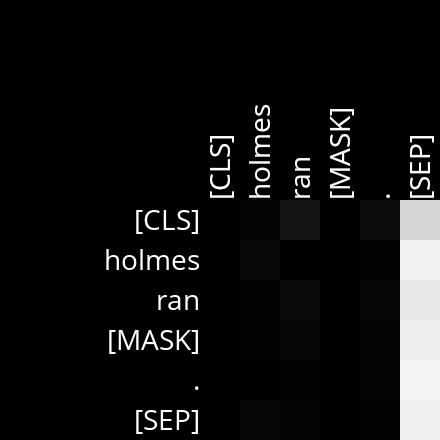 [CLS] holmes ran [MASK] . [SEP]
[CLS]
holmes
ran
[MASK]
.
[SEP]